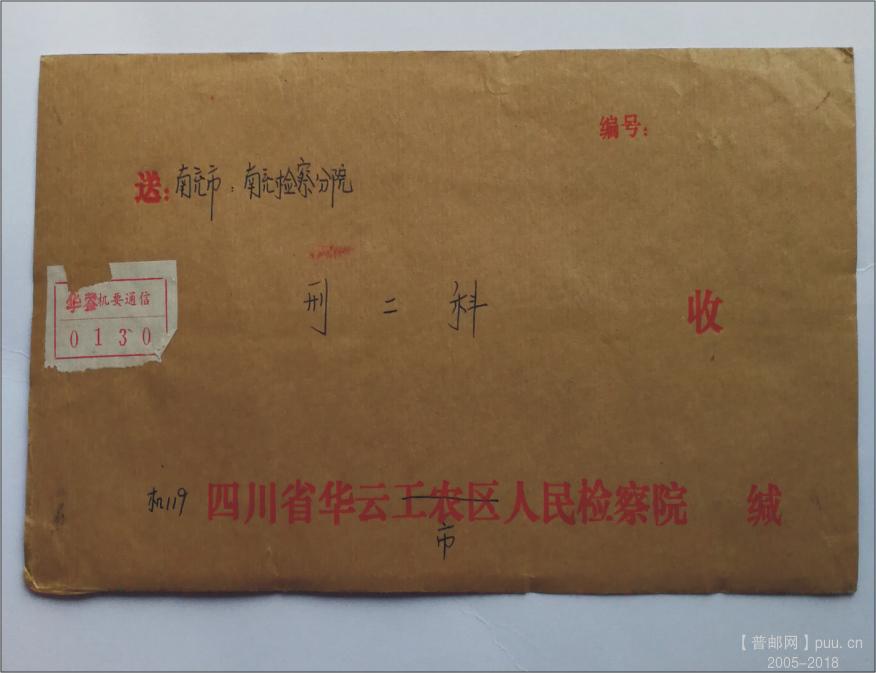 编号:
送: 南充市: 南充检察分院
华蓥机要通信
0130
刑二科 收
机119 四川省华云工农区人民检察院 缄
市
【普邮网】puu.cn
2005-2018